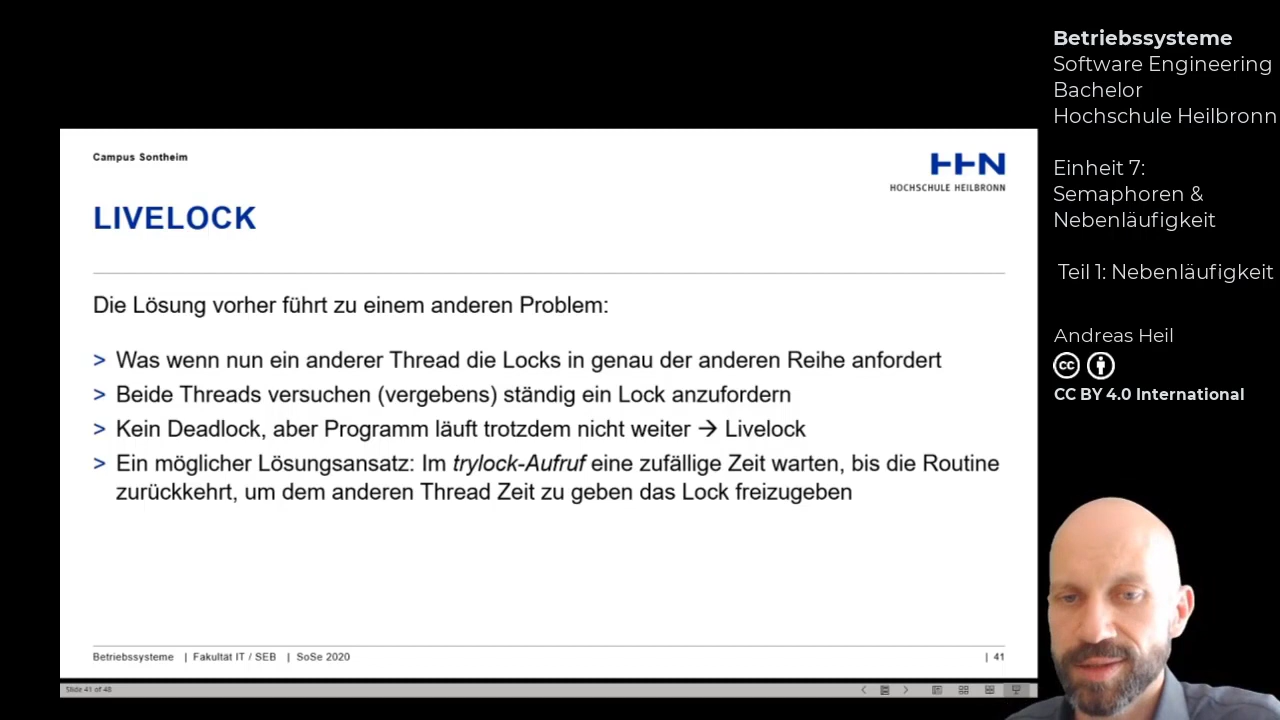 Betriebssysteme
Software Engineering
Bachelor
Hochschule Heilbronn
Einheit 7:
Semaphoren &
Nebenläufigkeit
Teil 1: Nebenläufigkeit
Andreas Heil
cc
CC BY 4.0 International
Campus Sontheim
HHN
HOCHSCHULE HEILBRONN
LIVELOCK
Die Lösung vorher führt zu einem anderen Problem:
> Was wenn nun ein anderer Thread die Locks in genau der anderen Reihe anfordert
> Beide Threads versuchen (vergebens) ständig ein Lock anzufordern
> Kein Deadlock, aber Programm läuft trotzdem nicht weiter → Livelock
> Ein möglicher Lösungsansatz: Im trylock-Aufruf eine zufällige Zeit warten, bis die Routine
zurückkehrt, um dem anderen Thread Zeit zu geben das Lock freizugeben
Betriebssysteme | Fakultät IT / SEB | SoSe 2020 | 41
Slide 41 of 48